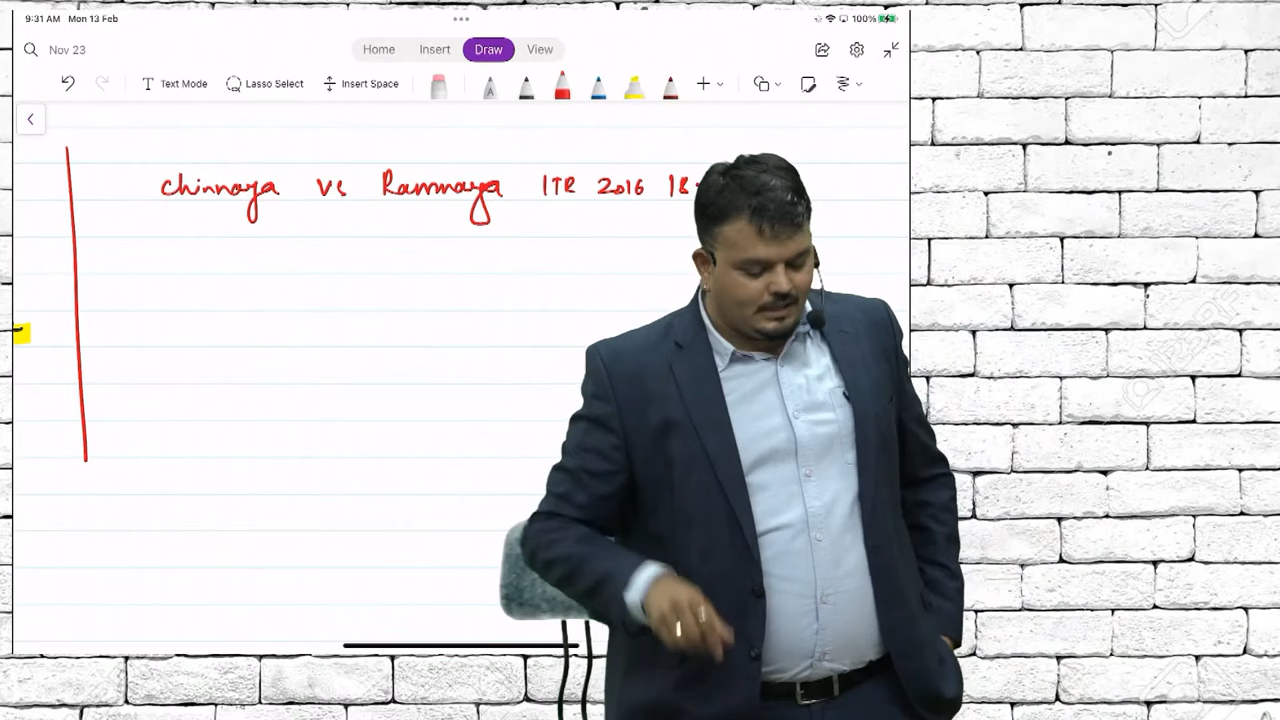 9:31 AM Mon 13 Feb
100%
Nov 23
Home Insert Draw View
Text Mode Lasso Select Insert Space
Chinnaya vs Rammaya ITR 2016 18